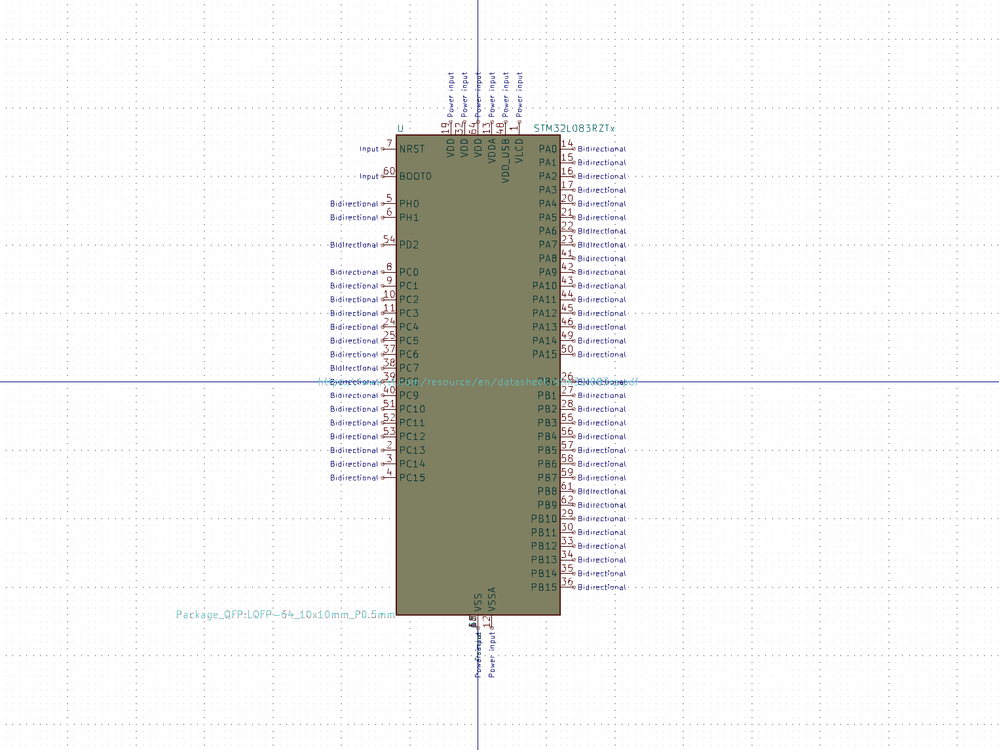 Power input
Power input
Power input
Power input
Power input
Power input
19
32
64
13
48
1
U
STM32L083RZTx
VDD
VDD
VDD
VDDA
VDD_USB
VLCD
Input 7 NRST
Input 60 BOOT0
Bidirectional 5 PH0
Bidirectional 6 PH1
Bidirectional 54 PD2
Bidirectional 8 PC0
Bidirectional 9 PC1
Bidirectional 10 PC2
Bidirectional 11 PC3
Bidirectional 24 PC4
Bidirectional 25 PC5
Bidirectional 37 PC6
Bidirectional 38 PC7
39
Bidirectional 40 PC9
Bidirectional 51 PC10
Bidirectional 52 PC11
Bidirectional 53 PC12
Bidirectional 2 PC13
Bidirectional 3 PC14
Bidirectional 4 PC15
PA0 14 Bidirectional
PA1 15 Bidirectional
PA2 16 Bidirectional
PA3 17 Bidirectional
PA4 20 Bidirectional
PA5 21 Bidirectional
PA6 22 Bidirectional
PA7 23 Bidirectional
PA8 41 Bidirectional
PA9 42 Bidirectional
PA10 43 Bidirectional
PA11 44 Bidirectional
PA12 45 Bidirectional
PA13 46 Bidirectional
PA14 49 Bidirectional
PA15 50 Bidirectional
26
PB1 27 Bidirectional
PB2 28 Bidirectional
PB3 55 Bidirectional
PB4 56 Bidirectional
PB5 57 Bidirectional
PB6 58 Bidirectional
PB7 59 Bidirectional
PB8 61 Bidirectional
PB9 62 Bidirectional
PB10 29 Bidirectional
PB11 30 Bidirectional
PB12 33 Bidirectional
PB13 34 Bidirectional
PB14 35 Bidirectional
PB15 36 Bidirectional
VSS
VSSA
Package_QFP:LQFP-64_10x10mm_P0.5mm
12
Power input